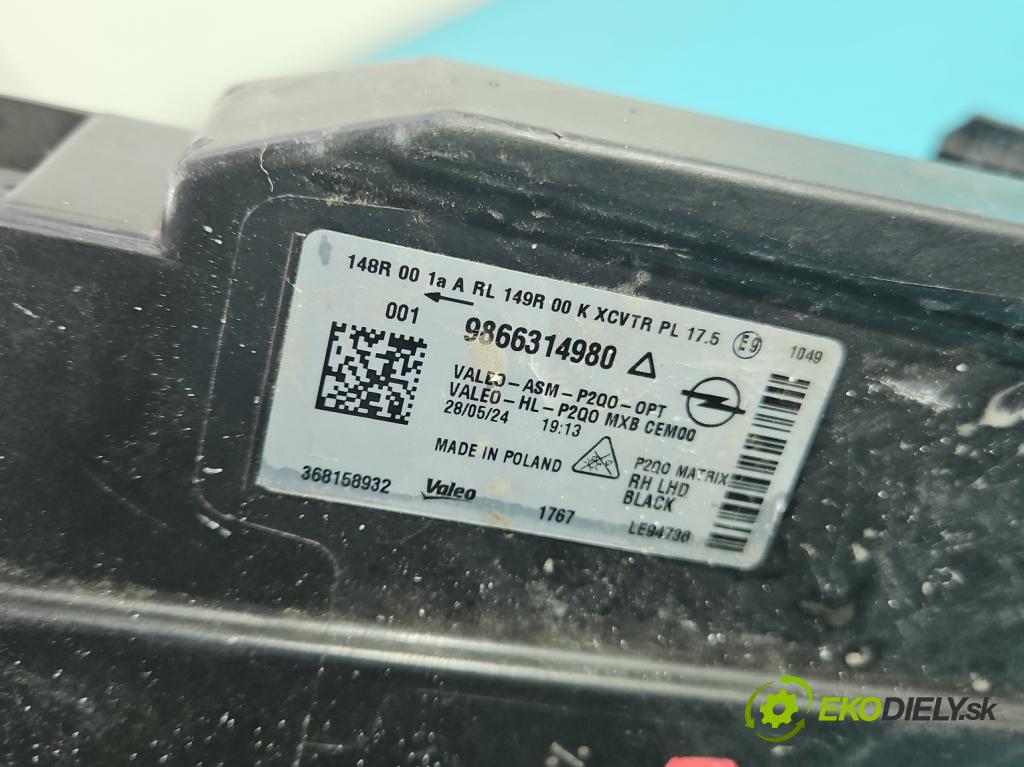 148R 00 1a A RL 149R 00 K XCVTR PL 17.5 E9 1049
001
9866314980
VALEO-ASM-P2QO-OPT
VALEO-HL-P2QO MXB CEM00
28/05/24 19:13
MADE IN POLAND
P2QO MATRIX
RH LHD
BLACK
368158932 Valeo 1767 LE94736
EKODIELY.sk